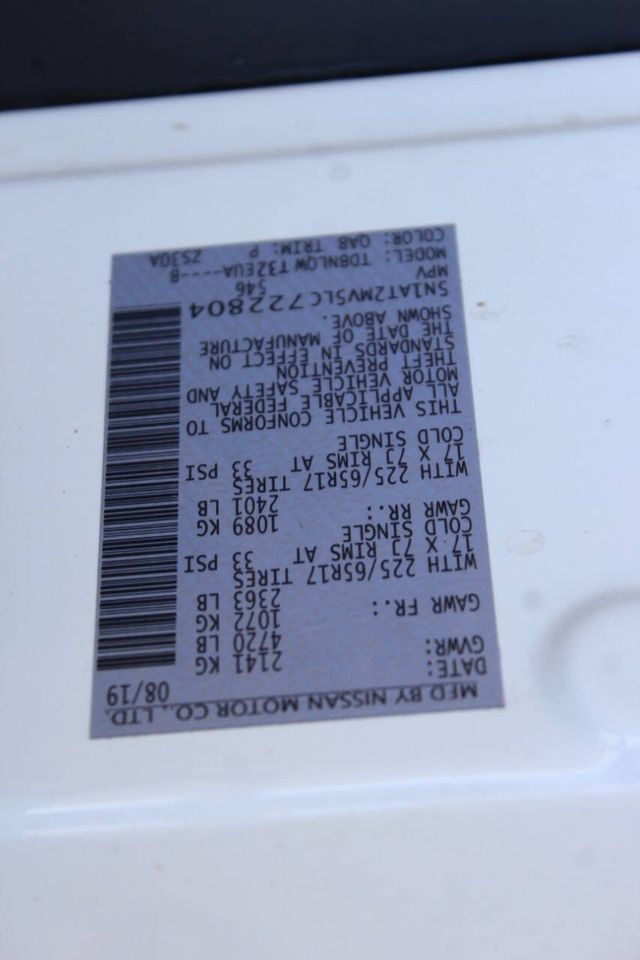 MFD BY NISSAN MOTOR CO., LTD.
DATE: 08/19
GVWR: 2141 KG
4720 LB
GAWR FR.: 1072 KG
2363 LB
WITH 225/65R17 TIRES
17 X 7J RIMS AT 33 PSI
COLD SINGLE
GAWR RR.: 1089 KG
2401 LB
WITH 225/65R17 TIRES
17 X 7J RIMS AT 33 PSI
COLD SINGLE
THIS VEHICLE CONFORMS TO
ALL APPLICABLE FEDERAL
MOTOR VEHICLE SAFETY AND
THEFT PREVENTION
STANDARDS IN EFFECT ON
THE DATE OF MANUFACTURE
SHOWN ABOVE.
5N1AT2MV5LC722804
MPV 546
MODEL: TDBNLQWT32EUA----B
COLOR: QAB TRIM: P ZS30A